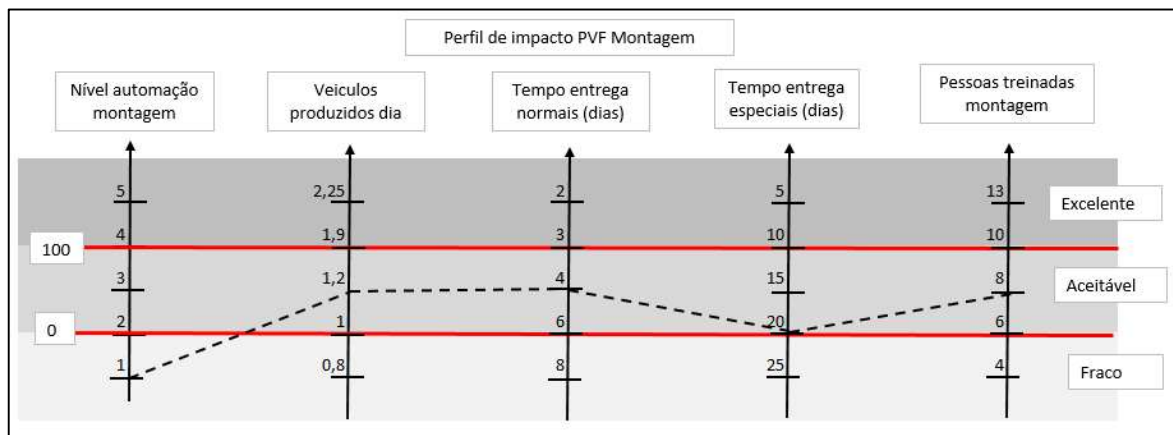 Perfil de impacto PVF Montagem
Nível automação
montagem
Veiculos
produzidos dia
Tempo entrega
normais (dias)
Tempo entrega
especiais (dias)
Pessoas treinadas
montagem
5 2,25 2 5 13
Excelente
4 1,9 3 10 10
100
3 1,2 4 15 8
Aceitável
0
2 1 6 20 6
1 0,8 8 25 4
Fraco